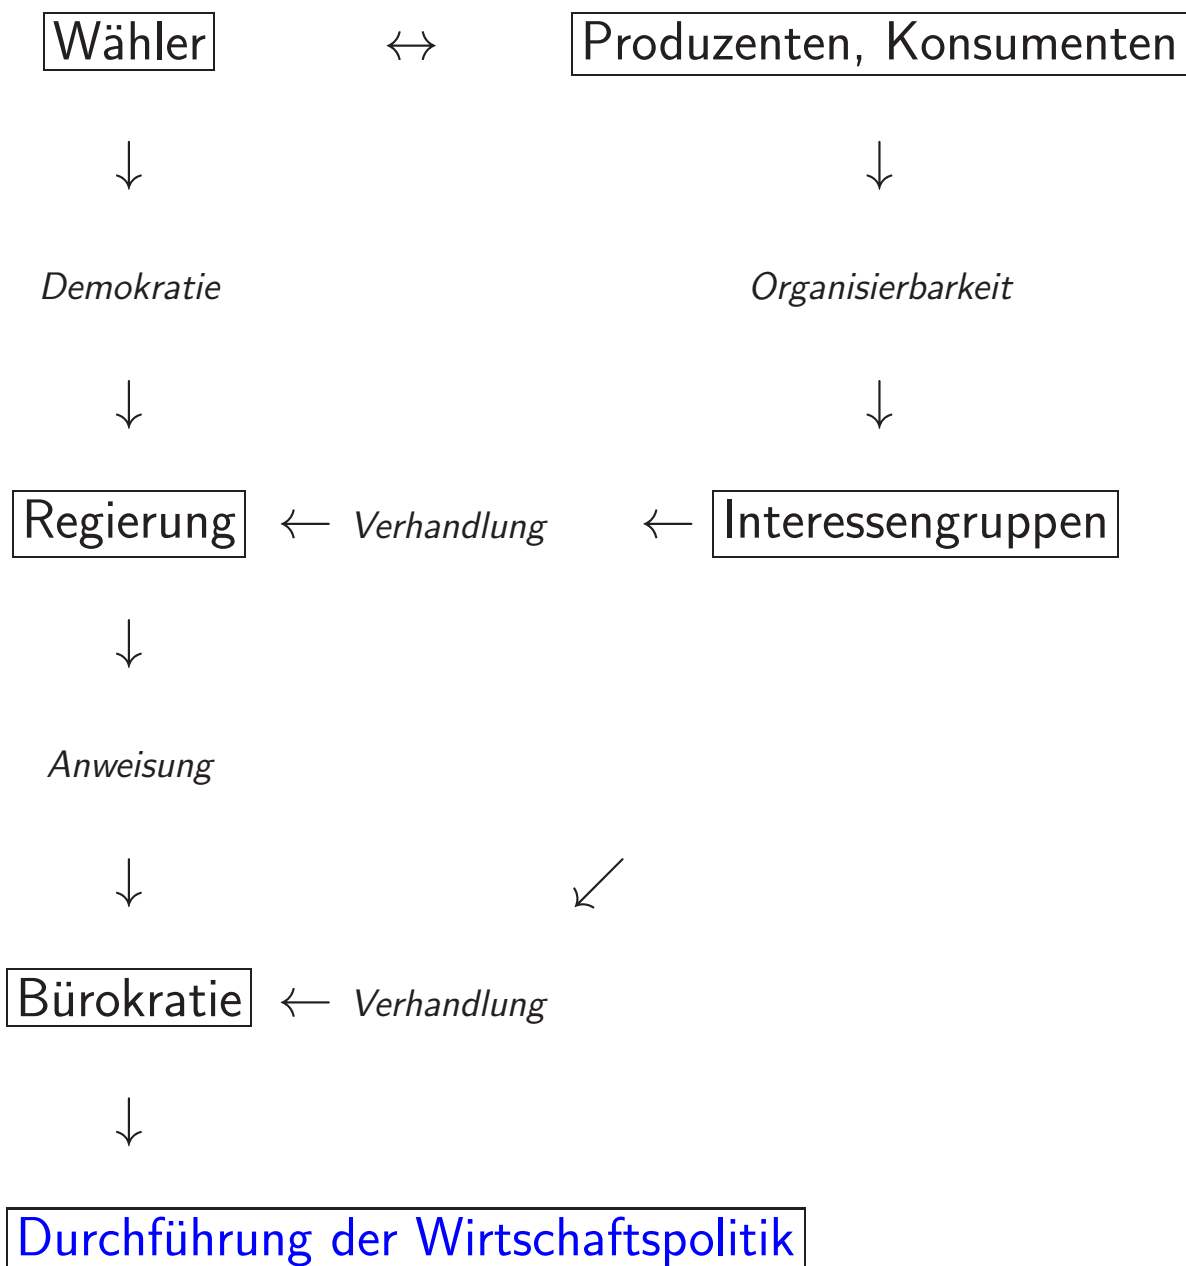 Wähler ↔ Produzenten, Konsumenten
↓ ↓
Demokratie Organisierbarkeit
↓ ↓
Regierung ← Verhandlung ← Interessengruppen
↓
Anweisung
↓ ↙
Bürokratie ← Verhandlung
↓
Durchführung der Wirtschaftspolitik